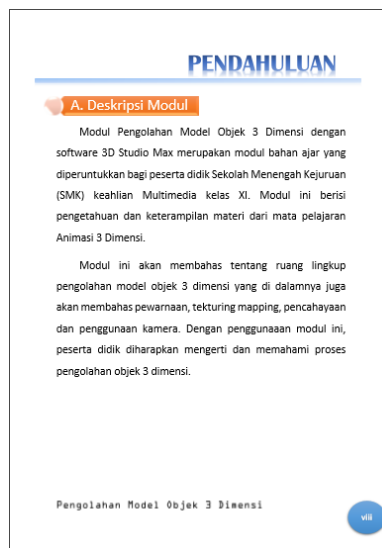 PENDAHULUAN
A. Deskripsi Modul
Modul Pengolahan Model Objek 3 Dimensi dengan
software 3D Studio Max merupakan modul bahan ajar yang
diperuntukkan bagi peserta didik Sekolah Menengah Kejuruan
(SMK) keahlian Multimedia kelas XI. Modul ini berisi
pengetahuan dan keterampilan materi dari mata pelajaran
Animasi 3 Dimensi.
Modul ini akan membahas tentang ruang lingkup
pengolahan model objek 3 dimensi yang di dalamnya juga
akan membahas pewarnaan, tekturing mapping, pencahayaan
dan penggunaan kamera. Dengan penggunaaan modul ini,
peserta didik diharapkan mengerti dan memahami proses
pengolahan objek 3 dimensi.
Pengolahan Model Objek 3 Dimensi
viii